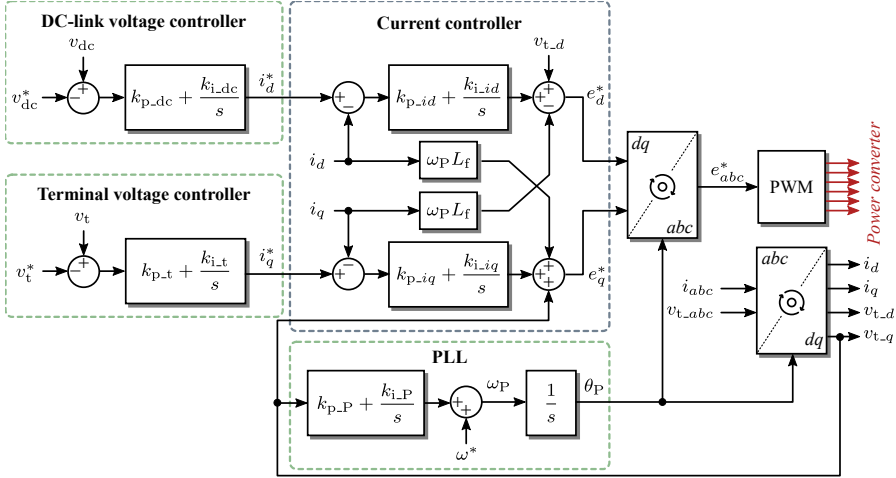 DC-link voltage controller
v_dc
v*_dc
k_p_dc + k_i_dc/s
i*_d
Terminal voltage controller
v_t
v*_t
k_p_t + k_i_t/s
i*_q
Current controller
v_t_d
k_p_id + k_i_id/s
e*_d
i_d
ω_P L_f
i_q
ω_P L_f
k_p_iq + k_i_iq/s
e*_q
dq
abc
e*_abc
PWM
Power converter
abc
i_abc
v_t_abc
dq
i_d
i_q
v_t_d
v_t_q
PLL
k_p_P + k_i_P/s
ω_P
1/s
θ_P
ω*